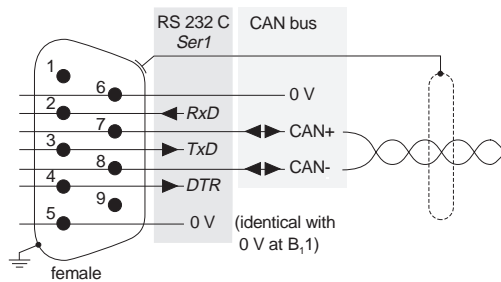 RS 232 C CAN bus
Ser1
1
6 0 V
2 RxD
7 CAN+
3 TxD
8 CAN-
4 DTR
9
5 0 V (identical with
0 V at B,1)
female